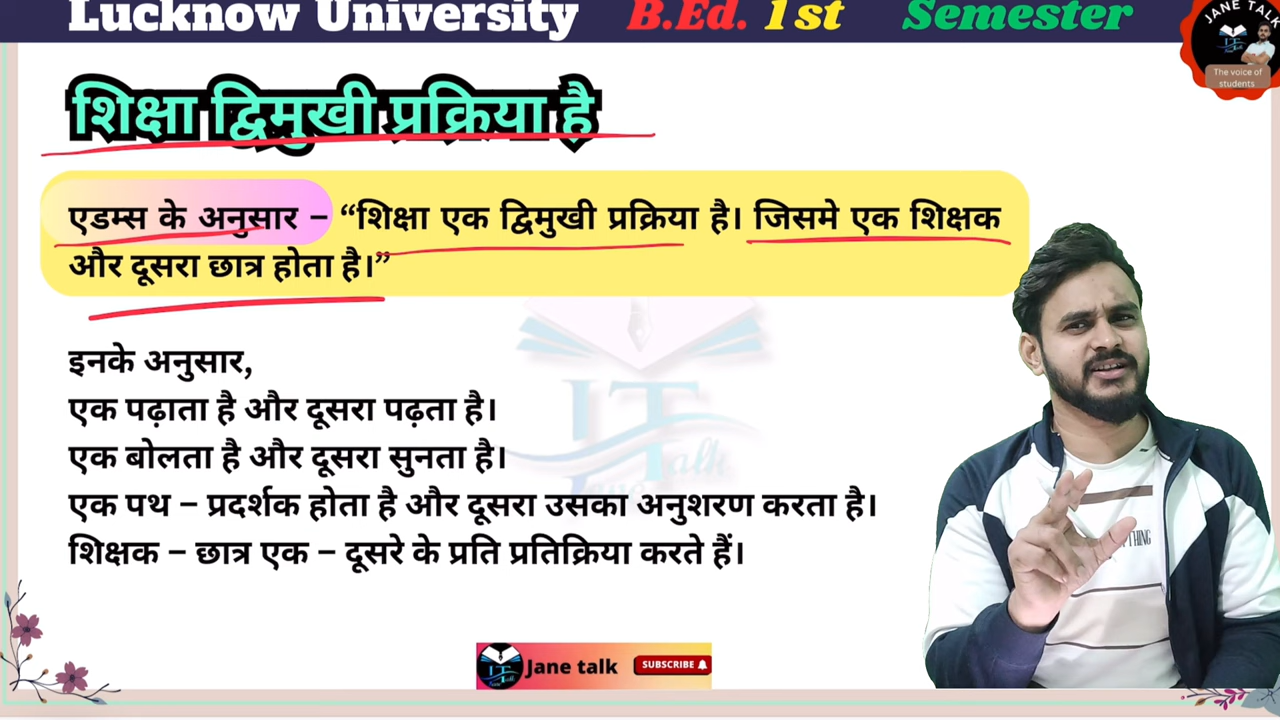 Lucknow University B.Ed. 1st Semester
JANE TALK
The voice of
students
शिक्षा द्विमुखी प्रक्रिया है
एडम्स के अनुसार – “शिक्षा एक द्विमुखी प्रक्रिया है। जिसमे एक शिक्षक
और दूसरा छात्र होता है।”
इनके अनुसार,
एक पढ़ाता है और दूसरा पढ़ता है।
एक बोलता है और दूसरा सुनता है।
एक पथ – प्रदर्शक होता है और दूसरा उसका अनुशरण करता है।
शिक्षक – छात्र एक – दूसरे के प्रति प्रतिक्रिया करते हैं।
Jane talk SUBSCRIBE